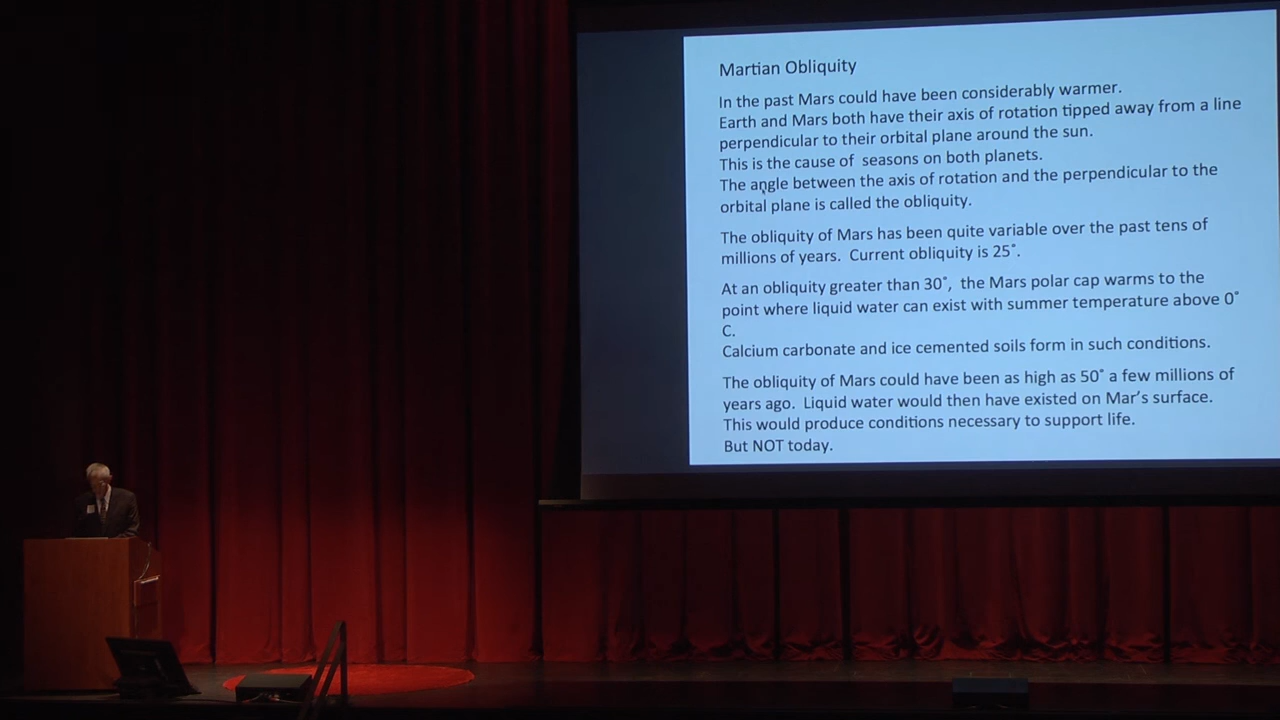 Martian Obliquity
In the past Mars could have been considerably warmer.
Earth and Mars both have their axis of rotation tipped away from a line
perpendicular to their orbital plane around the sun.
This is the cause of seasons on both planets.
The angle between the axis of rotation and the perpendicular to the
orbital plane is called the obliquity.
The obliquity of Mars has been quite variable over the past tens of
millions of years. Current obliquity is 25˚.
At an obliquity greater than 30˚, the Mars polar cap warms to the
point where liquid water can exist with summer temperature above 0˚
C.
Calcium carbonate and ice cemented soils form in such conditions.
The obliquity of Mars could have been as high as 50˚ a few millions of
years ago. Liquid water would then have existed on Mar's surface.
This would produce conditions necessary to support life.
But NOT today.